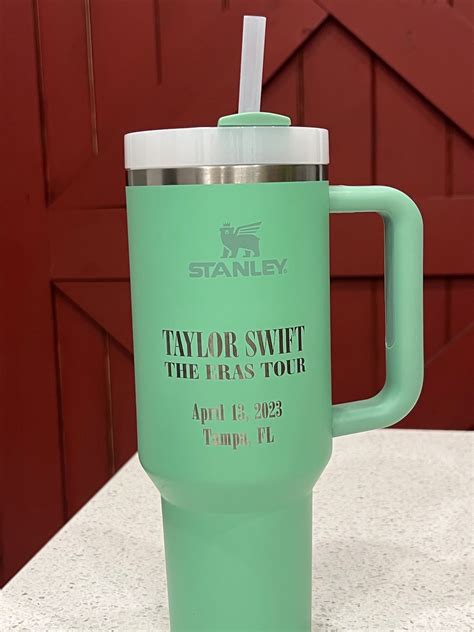 STANLEY
TAYLOR SWIFT
THE ERAS TOUR
April 13, 2023
Tampa, FL